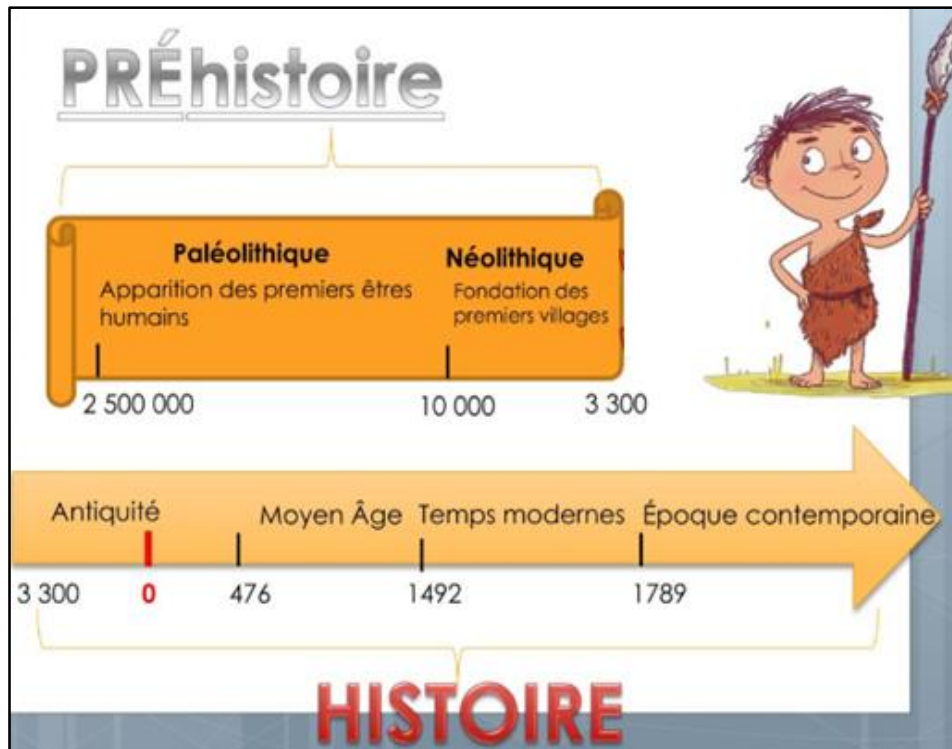 PRÉhistoire
Paléolithique
Apparition des premiers êtres
humains
Néolithique
Fondation des
premiers villages
2 500 000 10 000 3 300
Antiquité Moyen Âge Temps modernes Époque contemporaine
3 300 0 476 1492 1789
HISTOIRE